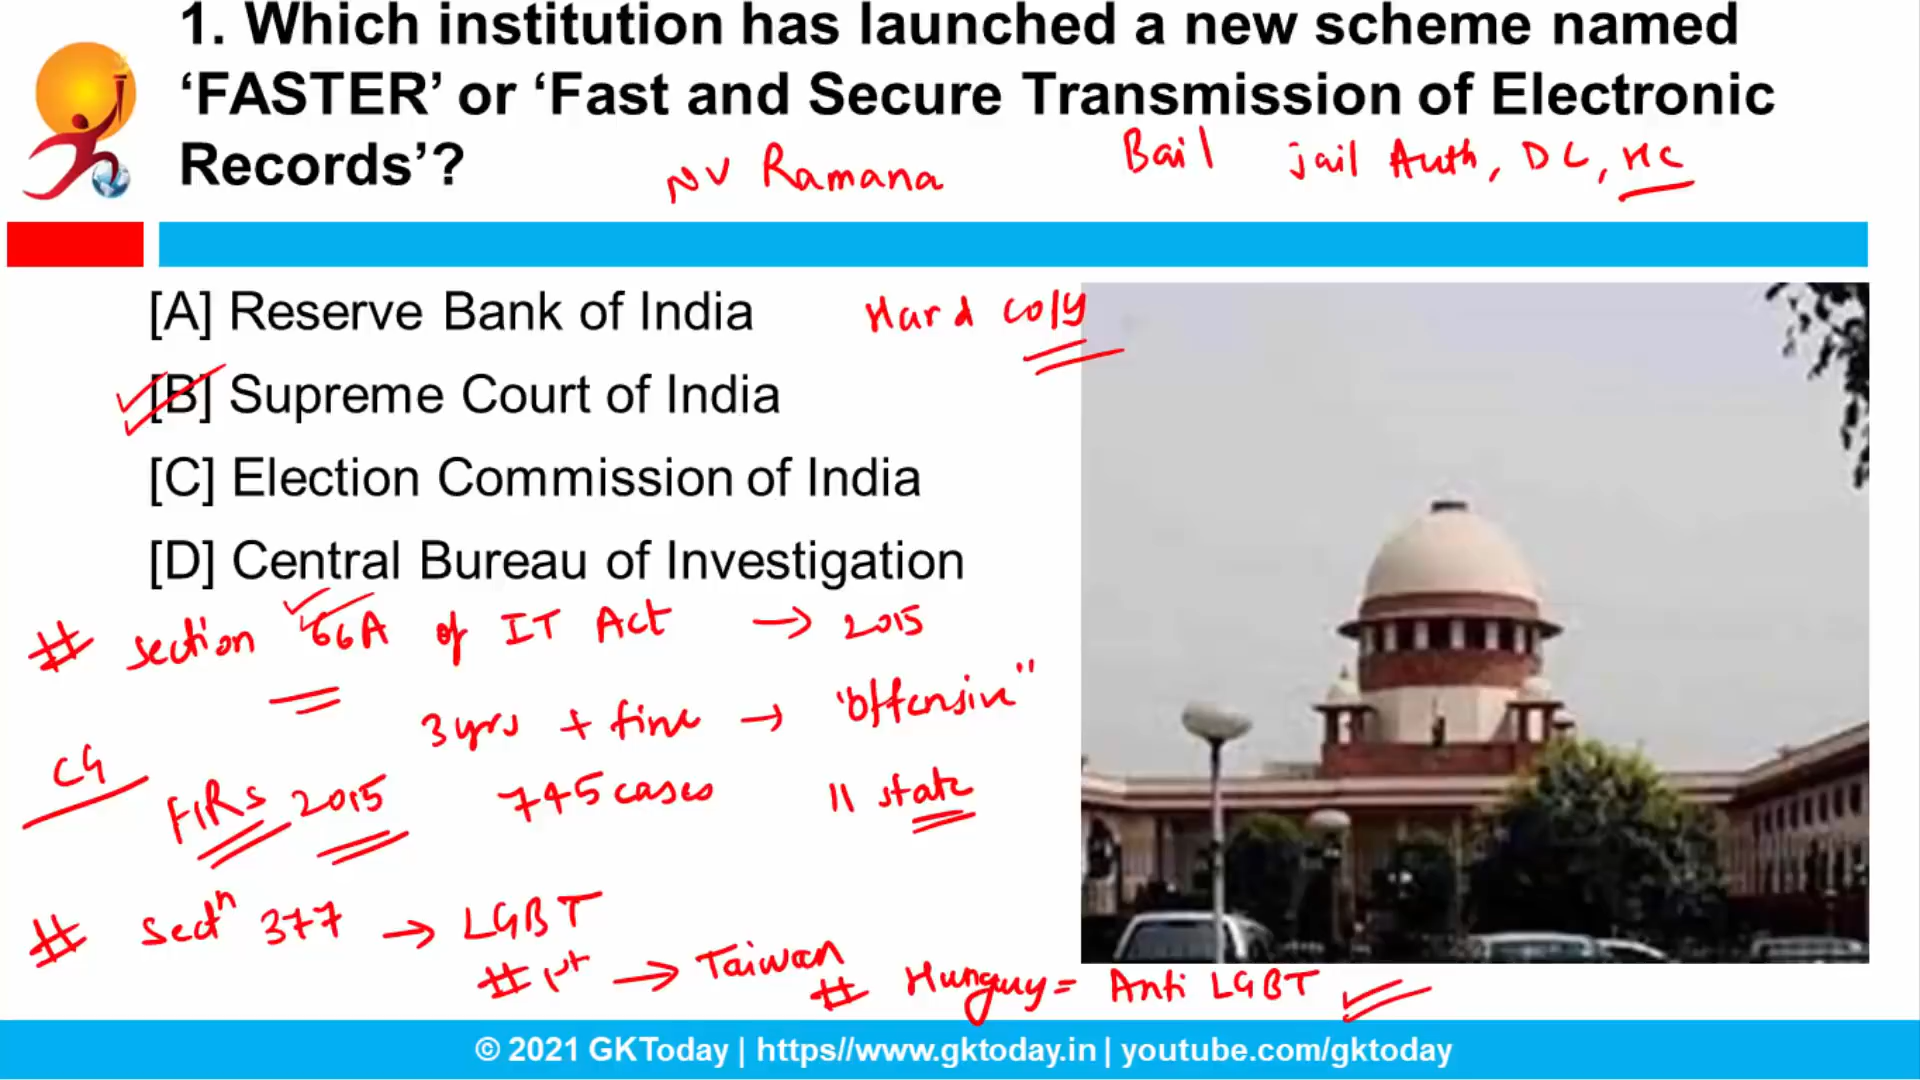 1. Which institution has launched a new scheme named
‘FASTER’ or ‘Fast and Secure Transmission of Electronic
Records’?
NV Ramana
Bail Jail Auth, DC, HC
[A] Reserve Bank of India
Hard copy
[B] Supreme Court of India
[C] Election Commission of India
[D] Central Bureau of Investigation
# Section 66A of IT Act → 2015
3 yrs + fine → "offensive"
CG
FIRs 2015 745 cases 11 state
# Sectn 377 → LGBT
# 1st → Taiwan
# Hunguy = Anti LGBT
© 2021 GKToday | https//www.gktoday.in | youtube.com/gktoday